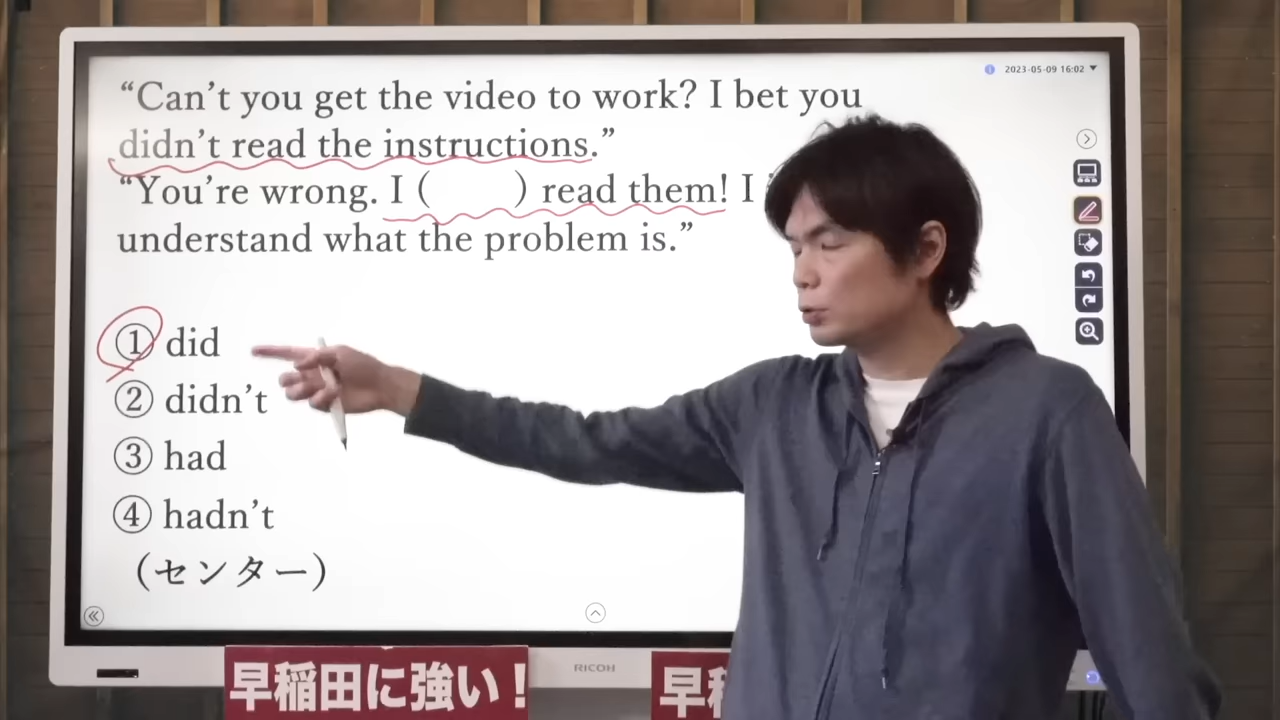 2023-05-09 16:02
“Can’t you get the video to work? I bet you
didn’t read the instructions.”
“You’re wrong. I (　　) read them! I
understand what the problem is.”
① did
② didn’t
③ had
④ hadn’t
(センター)
RICOH
早稲田に強い！
早